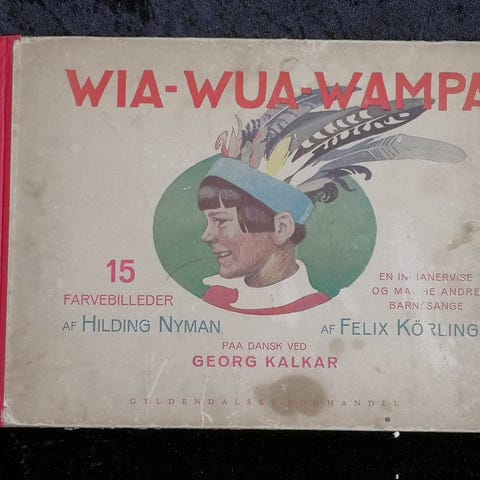 WIA-WUA-WAMPA
15
FARVEBILLEDER
AF HILDING NYMAN
EN
OG ANDRE
AF FELIX KÖRLING
PAA DANSK VED
GEORG KALKAR
GYLDENDALSKE BOGHANDEL